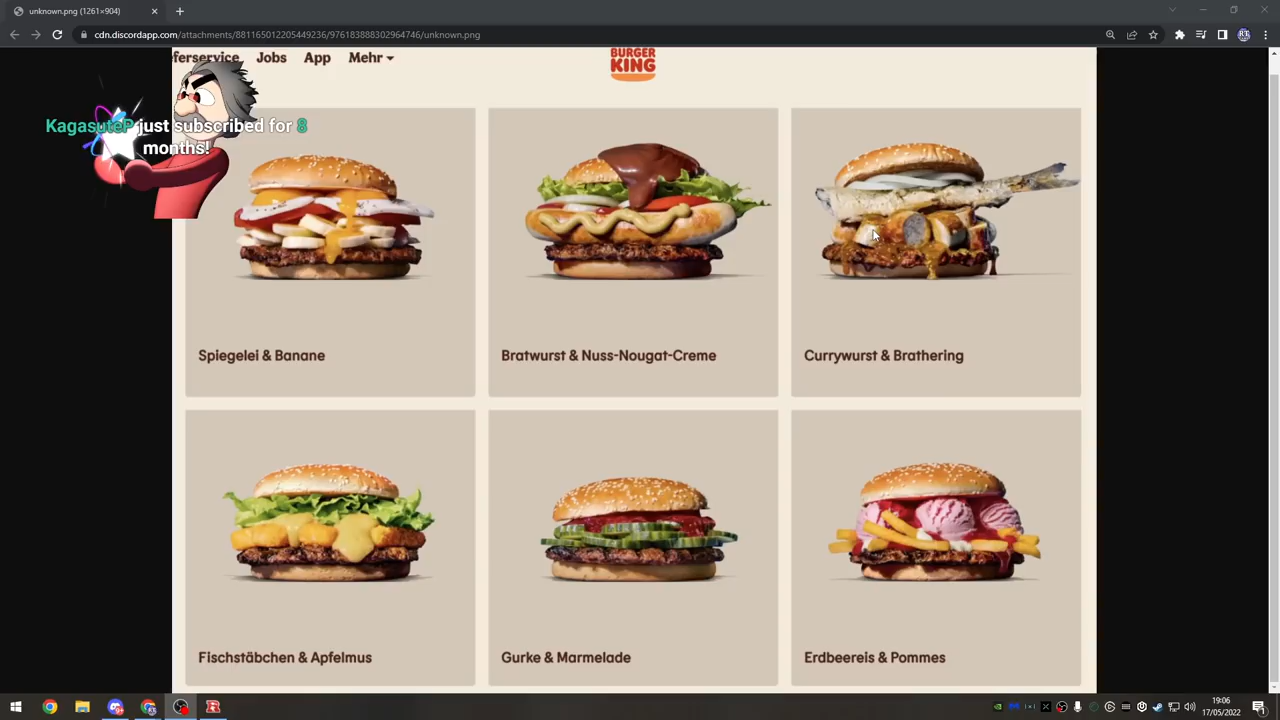 unknown.png (1261×904)
cdn.discordapp.com/attachments/881165012205449236/976183888302964746/unknown.png
eferservice
Jobs
App
Mehr
BURGER
KING
KagasuteP just subscribed for 8
months!
Spiegelei & Banane
Bratwurst & Nuss-Nougat-Creme
Currywurst & Brathering
Fischstäbchen & Apfelmus
Gurke & Marmelade
Erdbeereis & Pommes
19:06
17/05/2022